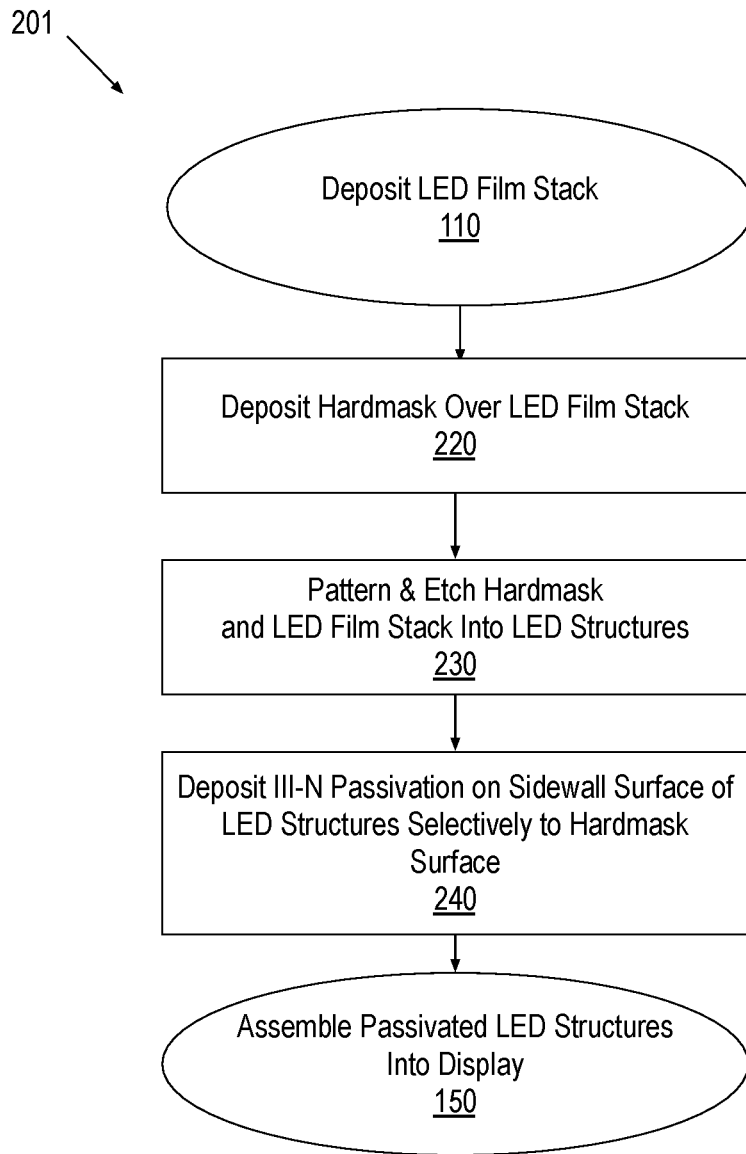 201
Deposit LED Film Stack
110
Deposit Hardmask Over LED Film Stack
220
Pattern & Etch Hardmask
and LED Film Stack Into LED Structures
230
Deposit III-N Passivation on Sidewall Surface of
LED Structures Selectively to Hardmask
Surface
240
Assemble Passivated LED Structures
Into Display
150